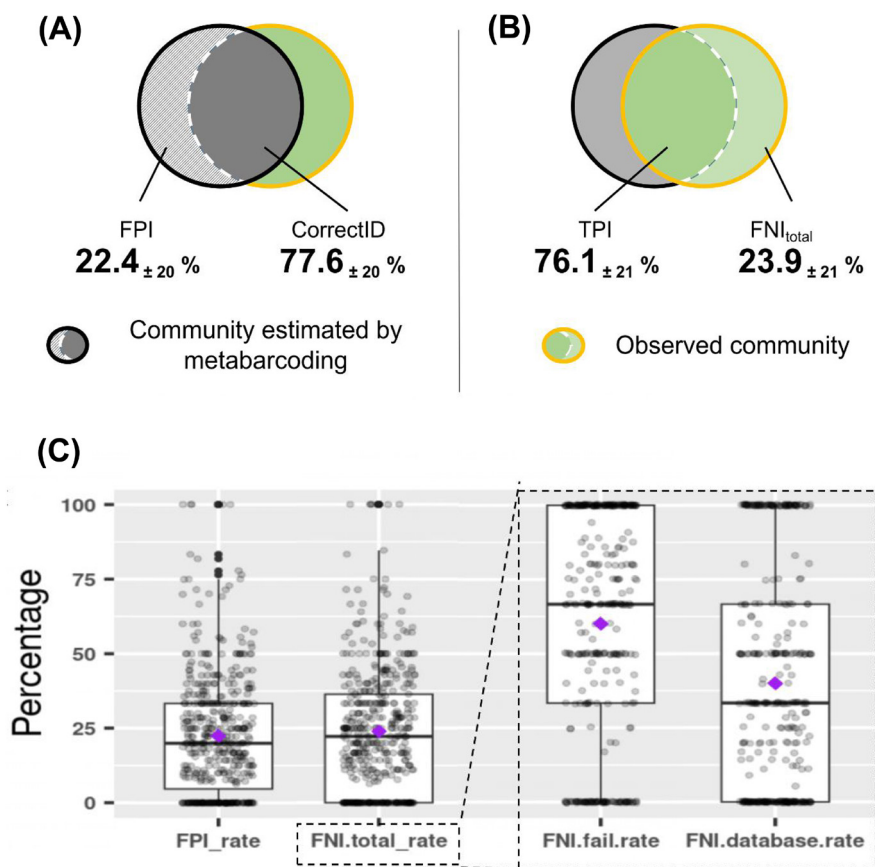 (A)
(B)
FPI
CorrectID
TPI
FNItotal
22.4 ± 20 %
77.6 ± 20 %
76.1 ± 21 %
23.9 ± 21 %
Community estimated by
metabarcoding
Observed community
(C)
Percentage
100
75
50
25
0
FPI_rate
FNI.total_rate
FNI.fail.rate
FNI.database.rate